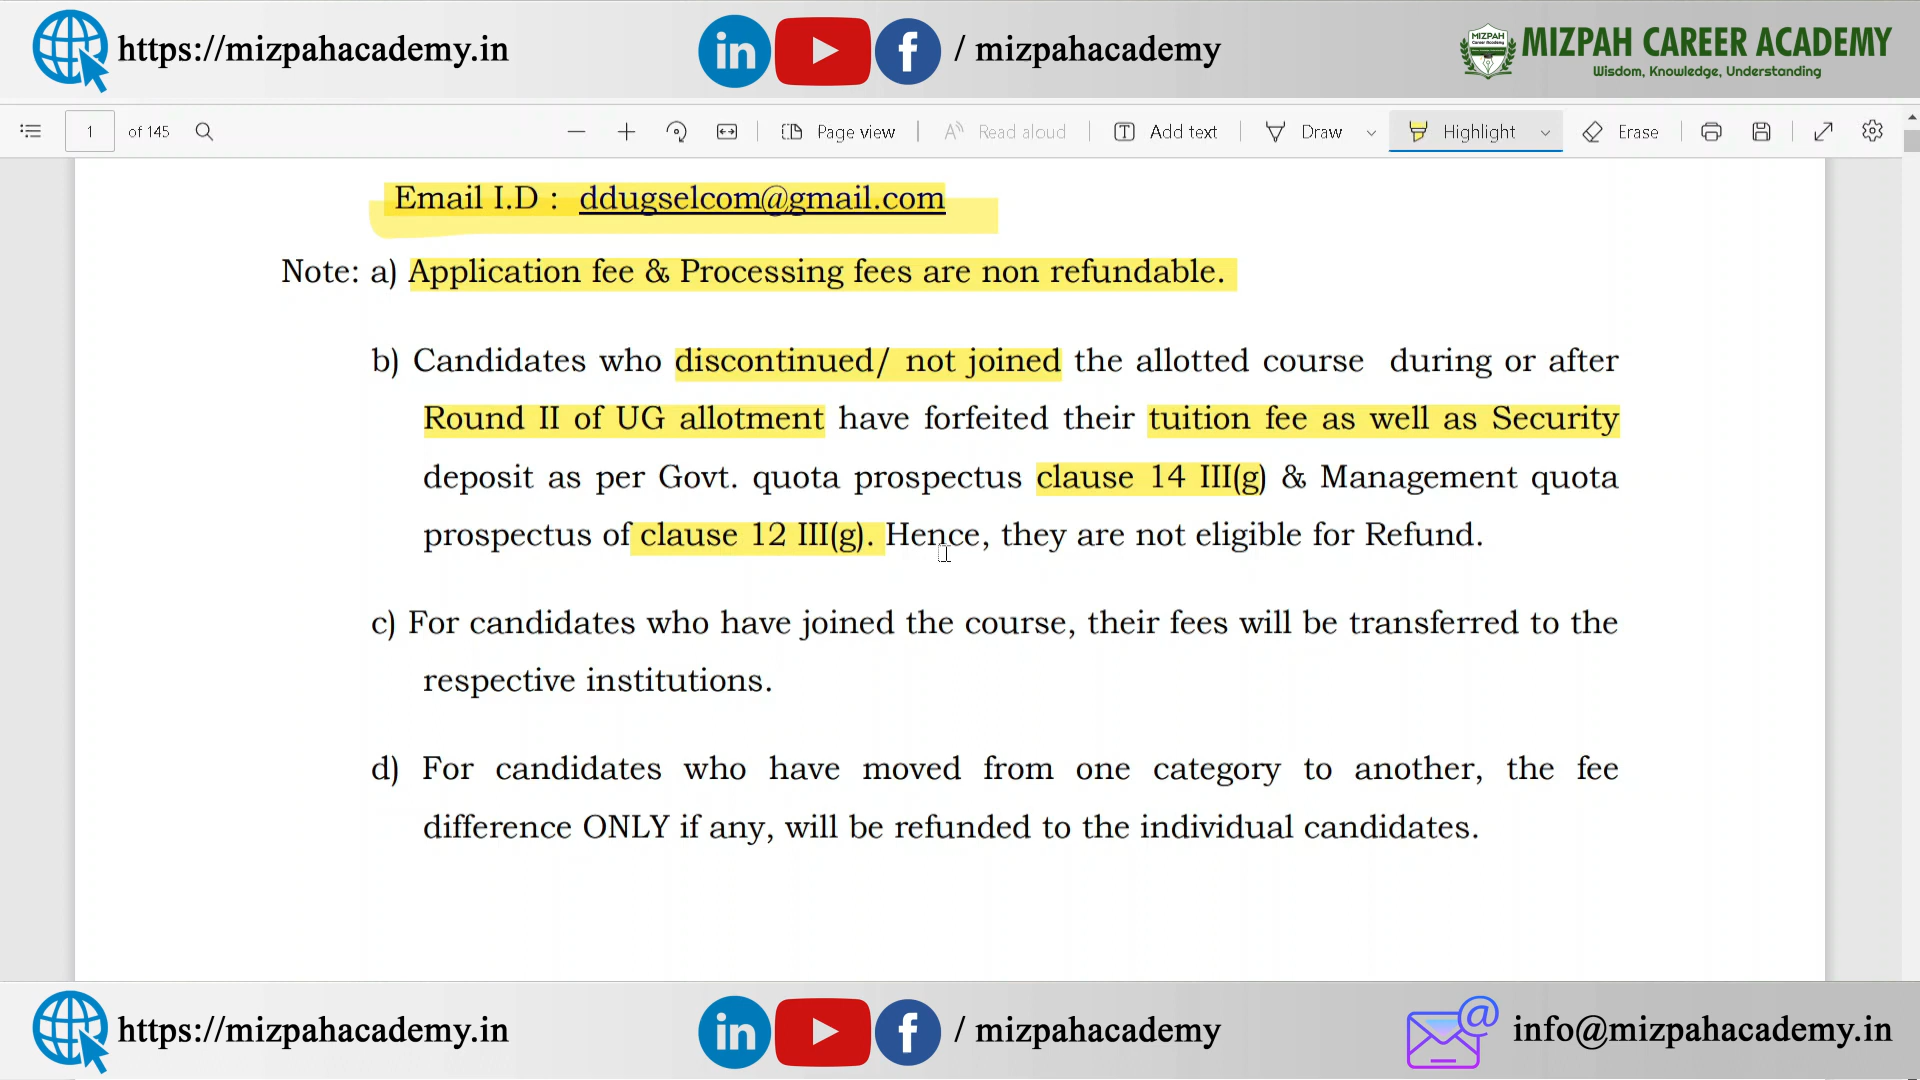 https://mizpahacademy.in
in
f
/ mizpahacademy
MIZPAH
Career Academy
MIZPAH CAREER ACADEMY
Wisdom, Knowledge, Understanding
1 of 145
Page view
Read aloud
Add text
Draw
Highlight
Erase
Email I.D : ddugselcom@gmail.com
Note: a) Application fee & Processing fees are non refundable.
b) Candidates who discontinued/ not joined the allotted course during or after
Round II of UG allotment have forfeited their tuition fee as well as Security
deposit as per Govt. quota prospectus clause 14 III(g) & Management quota
prospectus of clause 12 III(g). Hence, they are not eligible for Refund.
c) For candidates who have joined the course, their fees will be transferred to the
respective institutions.
d) For candidates who have moved from one category to another, the fee
difference ONLY if any, will be refunded to the individual candidates.
https://mizpahacademy.in
in
f
/ mizpahacademy
@
info@mizpahacademy.in